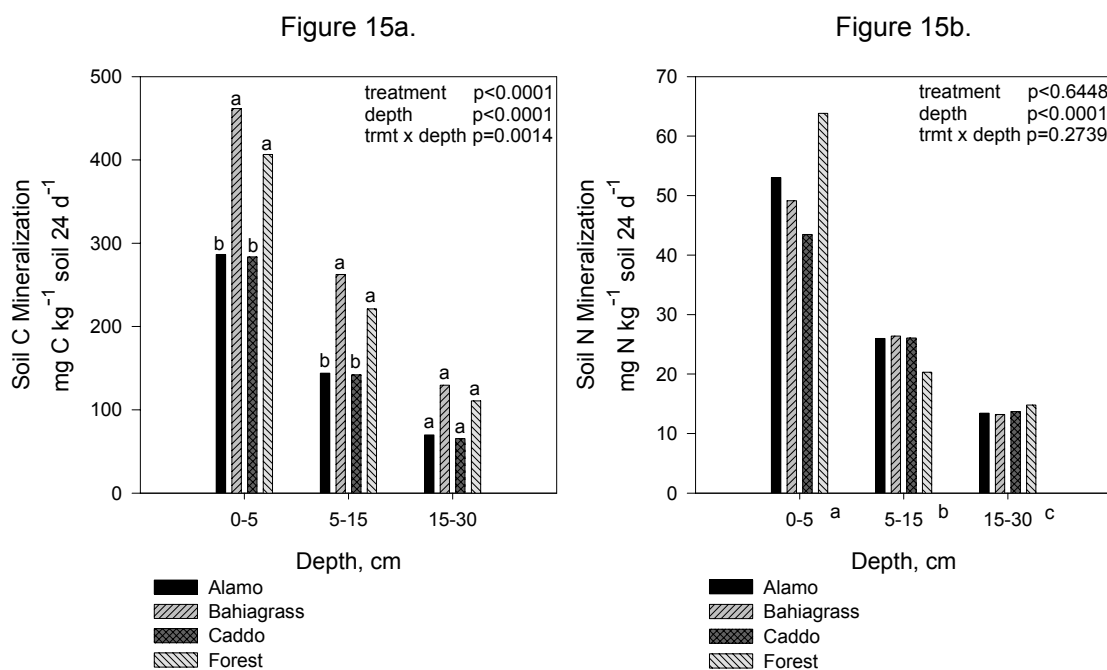 Figure 15a.
Soil C Mineralization
mg C kg⁻¹ soil 24 d⁻¹
500
400
300
200
100
0
treatment p<0.0001
depth p<0.0001
trmt x depth p=0.0014
b a b a
b a b a
a a a a
0-5 5-15 15-30
Depth, cm
Alamo
Bahiagrass
Caddo
Forest
Figure 15b.
Soil N Mineralization
mg N kg⁻¹ soil 24 d⁻¹
70
60
50
40
30
20
10
0
treatment p<0.6448
depth p<0.0001
trmt x depth p=0.2739
0-5 a 5-15 b 15-30 c
Depth, cm
Alamo
Bahiagrass
Caddo
Forest